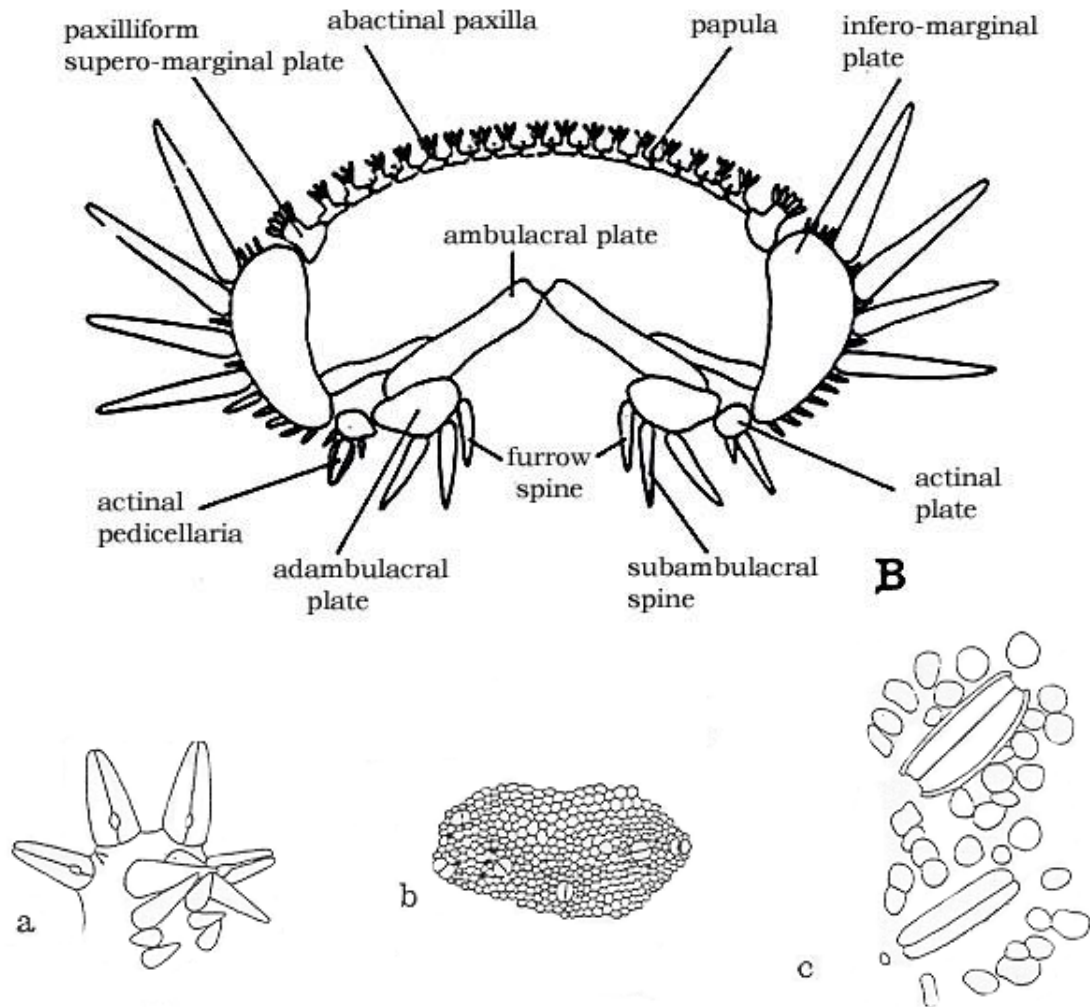 paxilliform
supero-marginal plate
abactinal paxilla
papula
infero-marginal
plate
ambulacral plate
actinal
pedicellaria
furrow
spine
actinal
plate
adambulacral
plate
subambulacral
spine
B
a
b
c